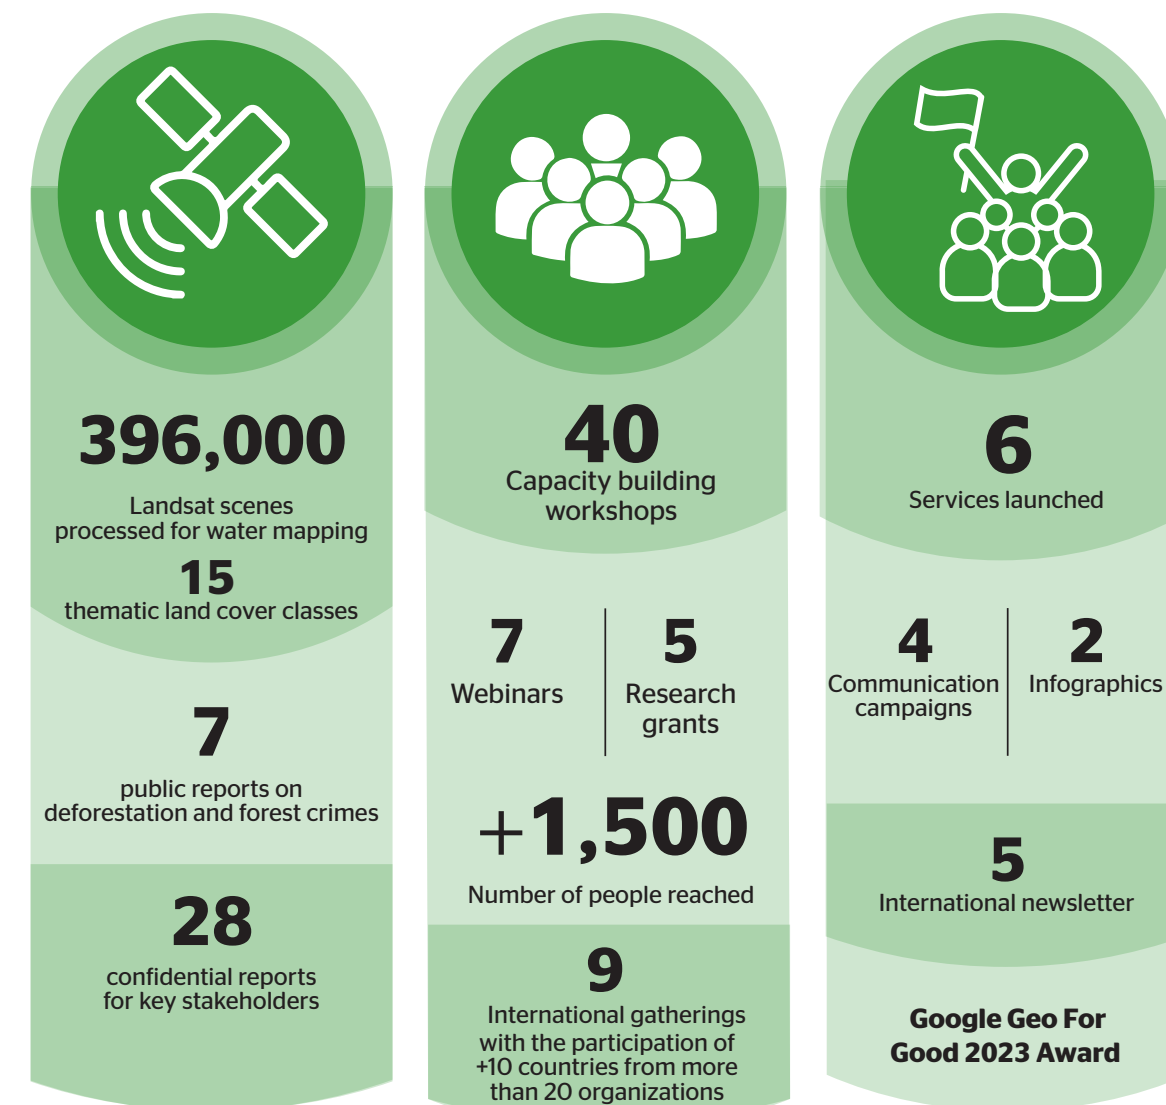 396,000
Landsat scenes
processed for water mapping
15
thematic land cover classes
7
public reports on
deforestation and forest crimes
28
confidential reports
for key stakeholders
40
Capacity building
workshops
7
Webinars
5
Research
grants
+1,500
Number of people reached
9
International gatherings
with the participation of
+10 countries from more
than 20 organizations
6
Services launched
4
Communication
campaigns
2
Infographics
5
International newsletter
Google Geo For
Good 2023 Award